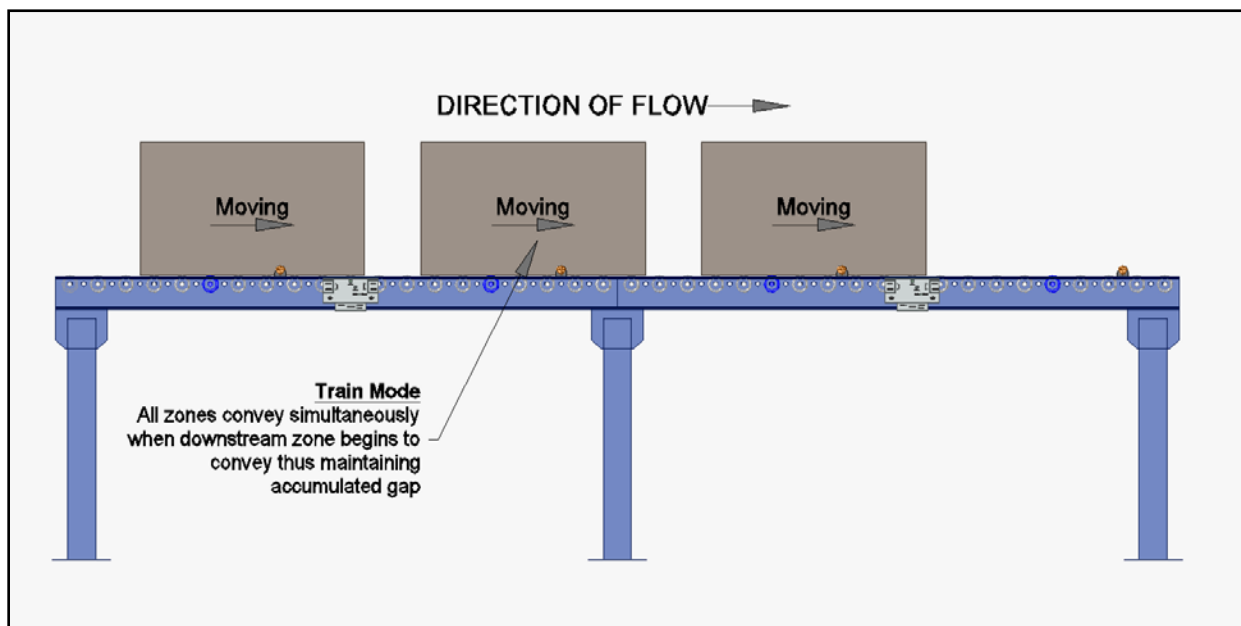 DIRECTION OF FLOW
Moving
Moving
Moving
Train Mode
All zones convey simultaneously
when downstream zone begins to
convey thus maintaining
accumulated gap